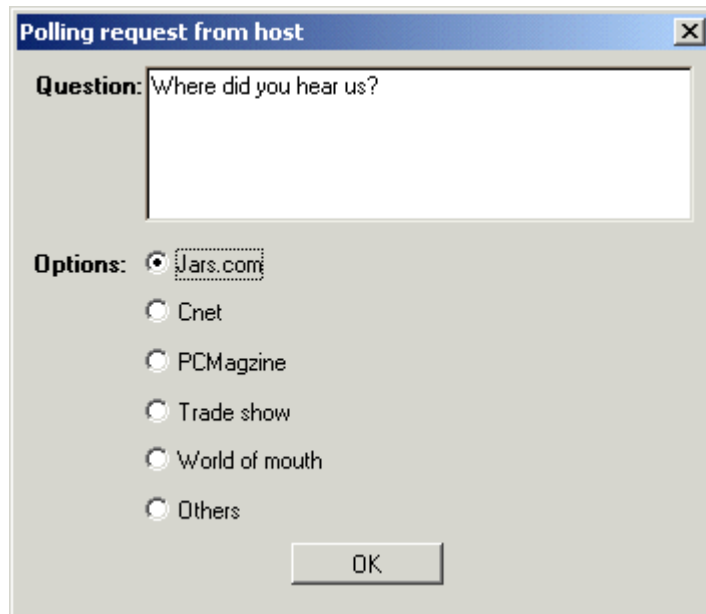 Polling request from host
Question: Where did you hear us?
Options: Jars.com
Cnet
PCMagzine
Trade show
World of mouth
Others
OK